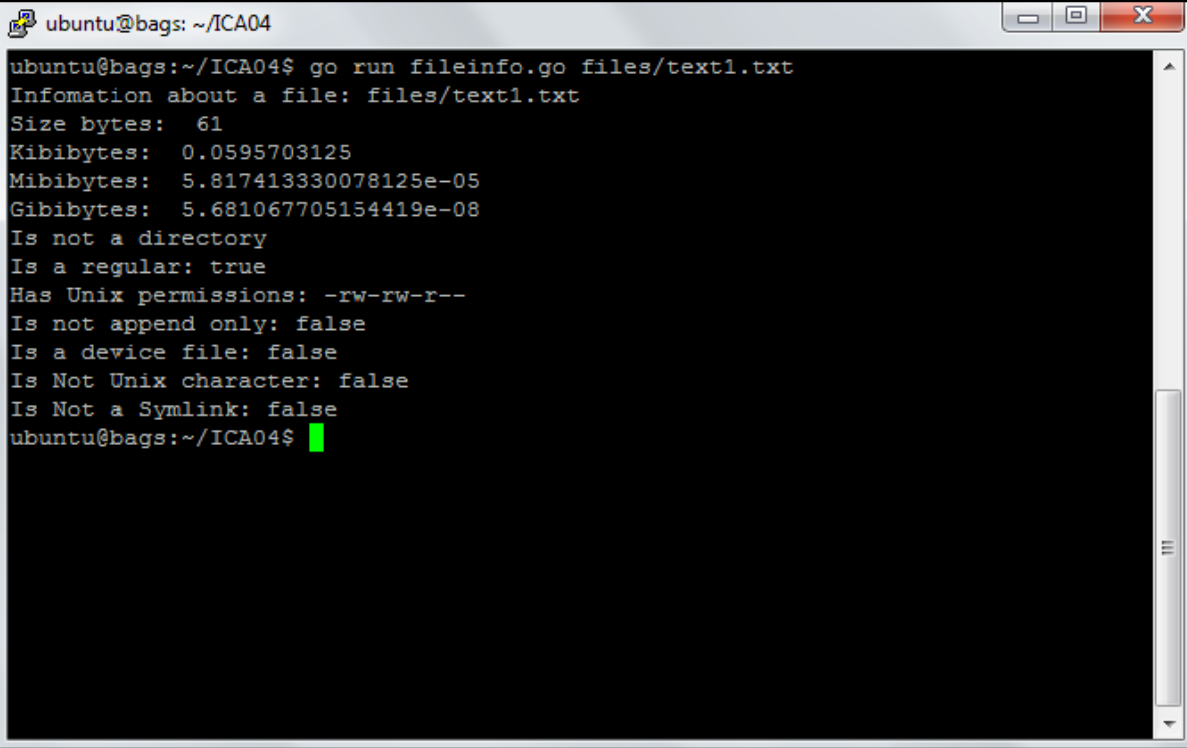 ubuntu@bags: ~/ICA04
ubuntu@bags:~/ICA04$ go run fileinfo.go files/text1.txt
Infomation about a file: files/text1.txt
Size bytes:  61
Kibibytes:  0.0595703125
Mibibytes:  5.817413330078125e-05
Gibibytes:  5.681067705154419e-08
Is not a directory
Is a regular: true
Has Unix permissions: -rw-rw-r--
Is not append only: false
Is a device file: false
Is Not Unix character: false
Is Not a Symlink: false
ubuntu@bags:~/ICA04$